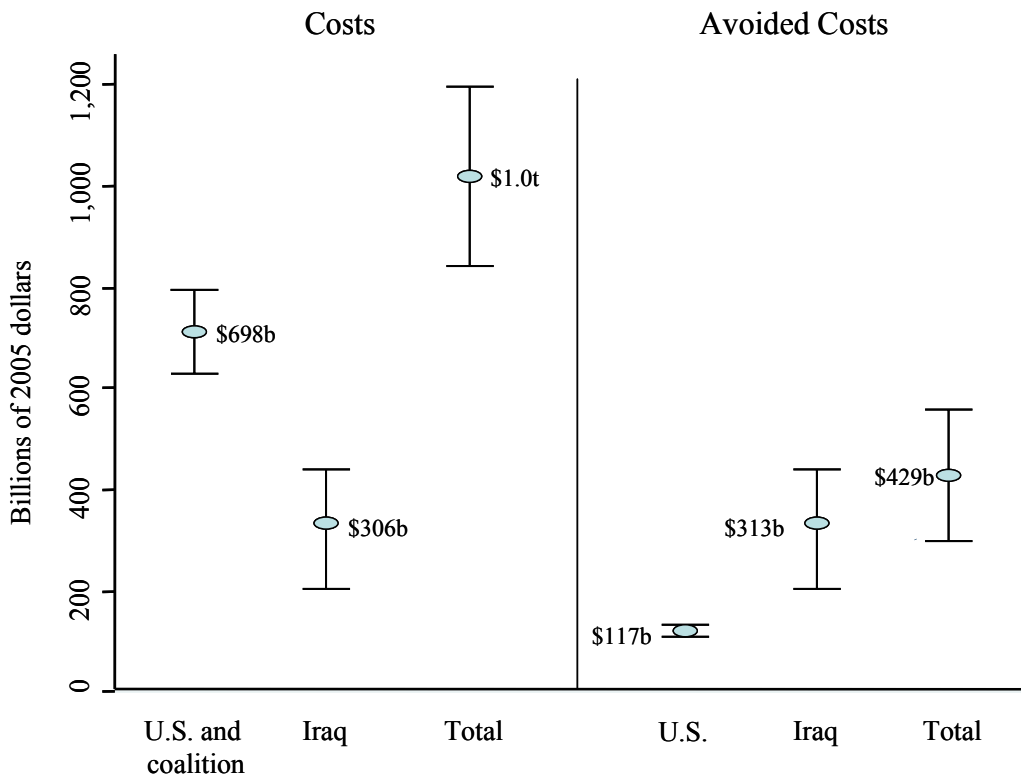 Costs
Avoided Costs
Billions of 2005 dollars
1,200
1,000
800
600
400
200
0
$1.0t
$698b
$306b
$429b
$313b
$117b
U.S. and
coalition
Iraq
Total
U.S.
Iraq
Total